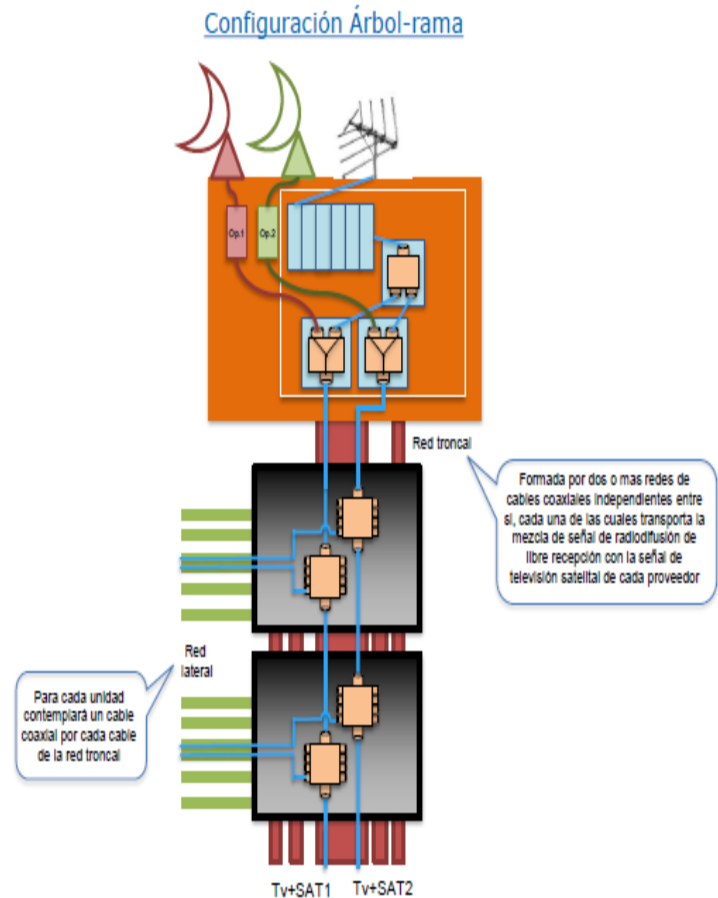 Configuración Árbol-rama
Op.1
Op.2
Red troncal
Formada por dos o mas redes de
cables coaxiales independientes entre
si, cada una de las cuales transporta la
mezcla de señal de radiodifusión de
libre recepción con la señal de
televisión satelital de cada proveedor
Red
lateral
Para cada unidad
contemplará un cable
coaxial por cada cable
de la red troncal
Tv+SAT1
Tv+SAT2